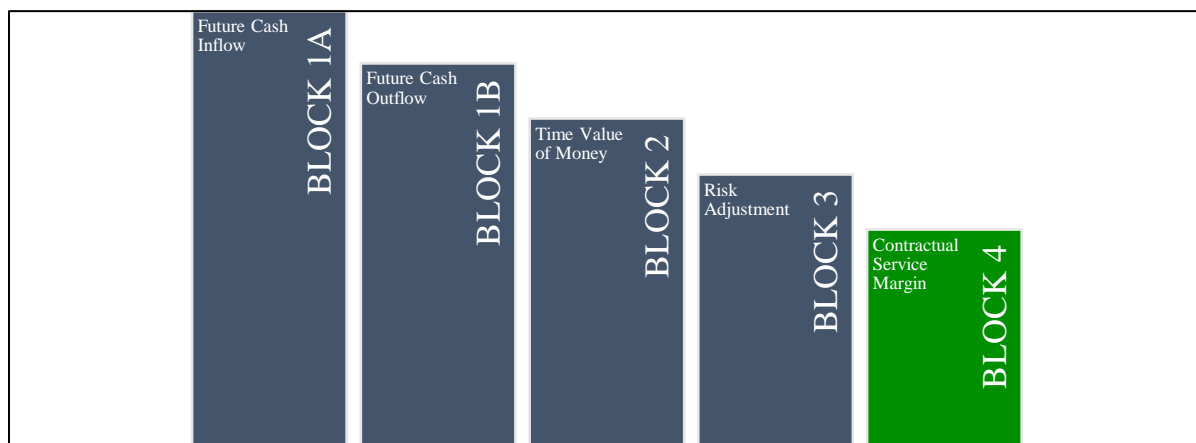 Future Cash
Inflow
BLOCK 1A
Future Cash
Outflow
BLOCK 1B
Time Value
of Money
BLOCK 2
Risk
Adjustment
BLOCK 3
Contractual
Service
Margin
BLOCK 4